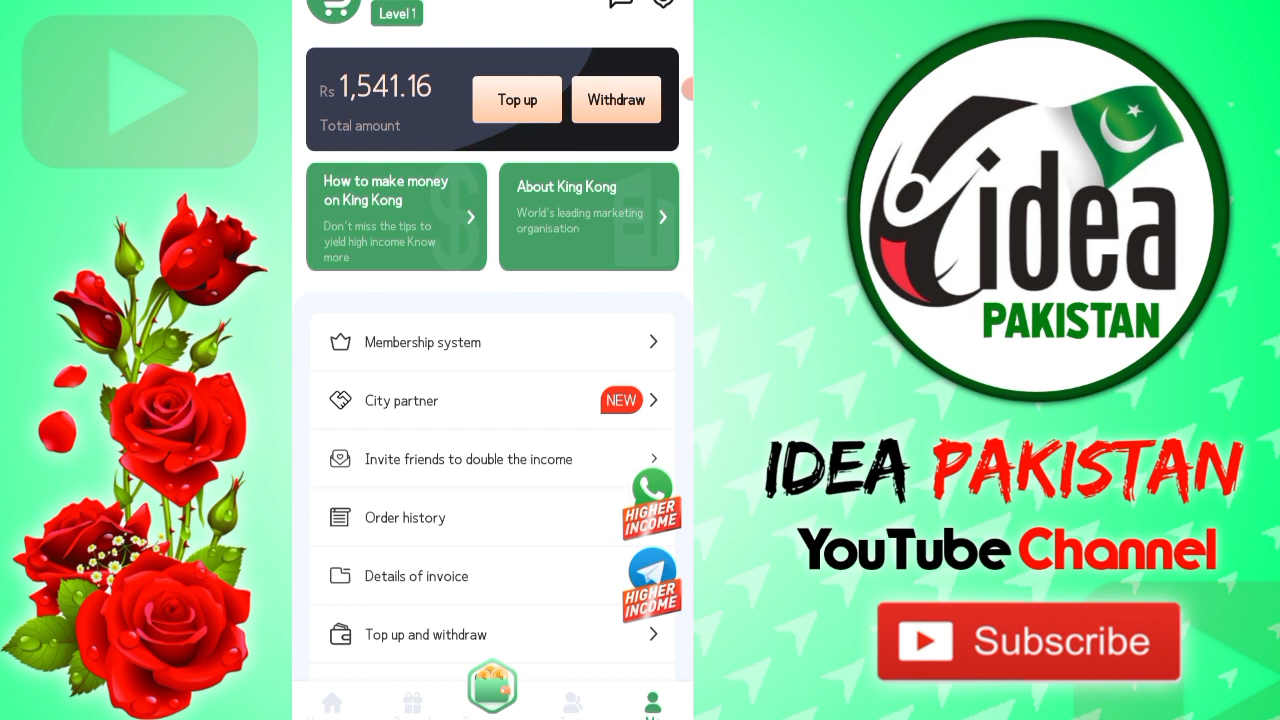 Level 1
Rs 1,541.16
Total amount
Top up
Withdraw
How to make money
on King Kong
Don't miss the tips to
yield high income Know
more
About King Kong
World's leading marketing
organisation
Membership system
City partner
NEW
Invite friends to double the income
Order history
Details of invoice
Top up and withdraw
HIGHER
INCOME
HIGHER
INCOME
idea
PAKISTAN
IDEA PAKISTAN
YouTube Channel
Subscribe